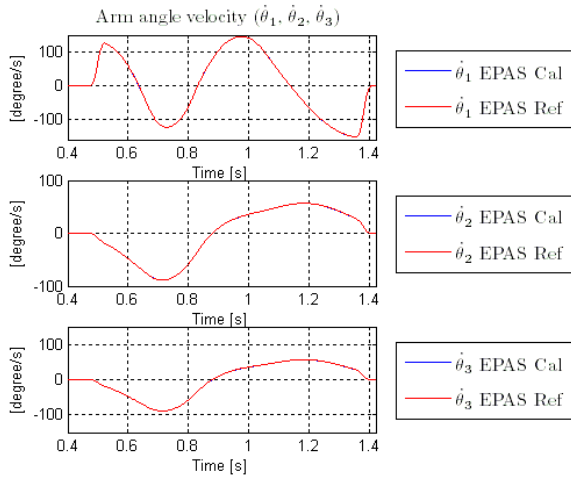 Arm angle velocity (θ̇₁, θ̇₂, θ̇₃)
[degree/s]
100
0
-100
0.4 0.6 0.8 1 1.2 1.4
Time [s]
θ̇₁ EPAS Cal
θ̇₁ EPAS Ref
[degree/s]
100
0
-100
0.4 0.6 0.8 1 1.2 1.4
Time [s]
θ̇₂ EPAS Cal
θ̇₂ EPAS Ref
[degree/s]
100
0
-100
0.4 0.6 0.8 1 1.2 1.4
Time [s]
θ̇₃ EPAS Cal
θ̇₃ EPAS Ref